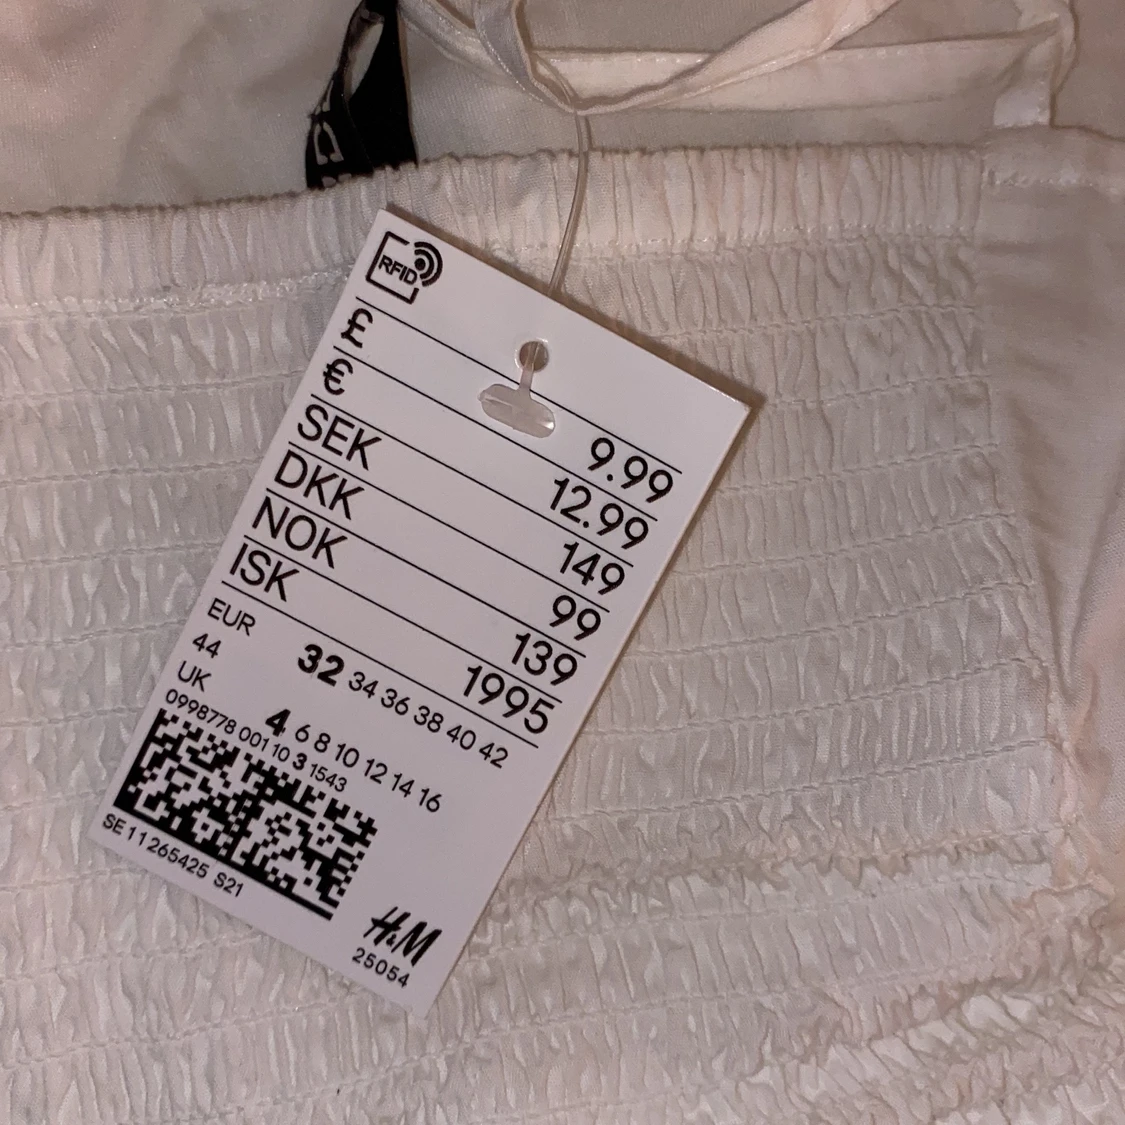 RFID
£ 9.99
€ 12.99
SEK 149
DKK 99
NOK 139
ISK 1995
EUR 32 34 36 38 40 42
44
UK 4 6 8 10 12 14 16
0998778 001 10 3 1543
SE 11 265425 S21
H&M
25054